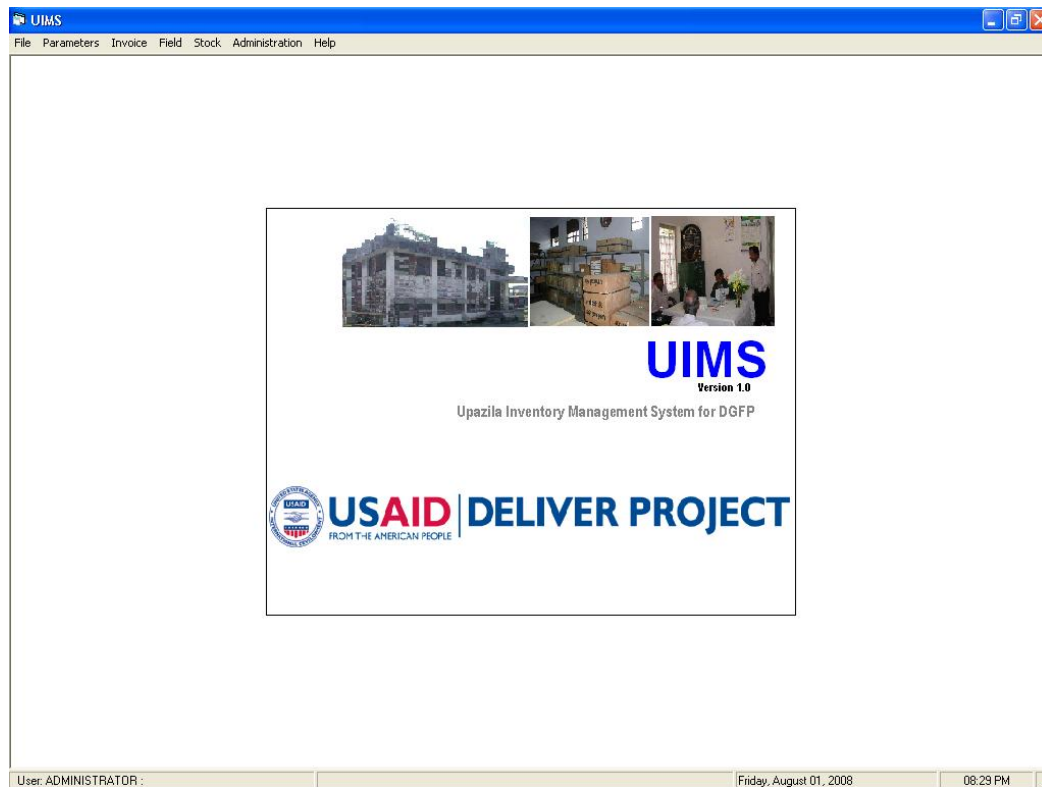 UIMS
File Parameters Invoice Field Stock Administration Help
UIMS
Version 1.0
Upazila Inventory Management System for DGFP
USAID
USAID | DELIVER PROJECT
FROM THE AMERICAN PEOPLE
User: ADMINISTRATOR :
Friday, August 01, 2008
08:29 PM